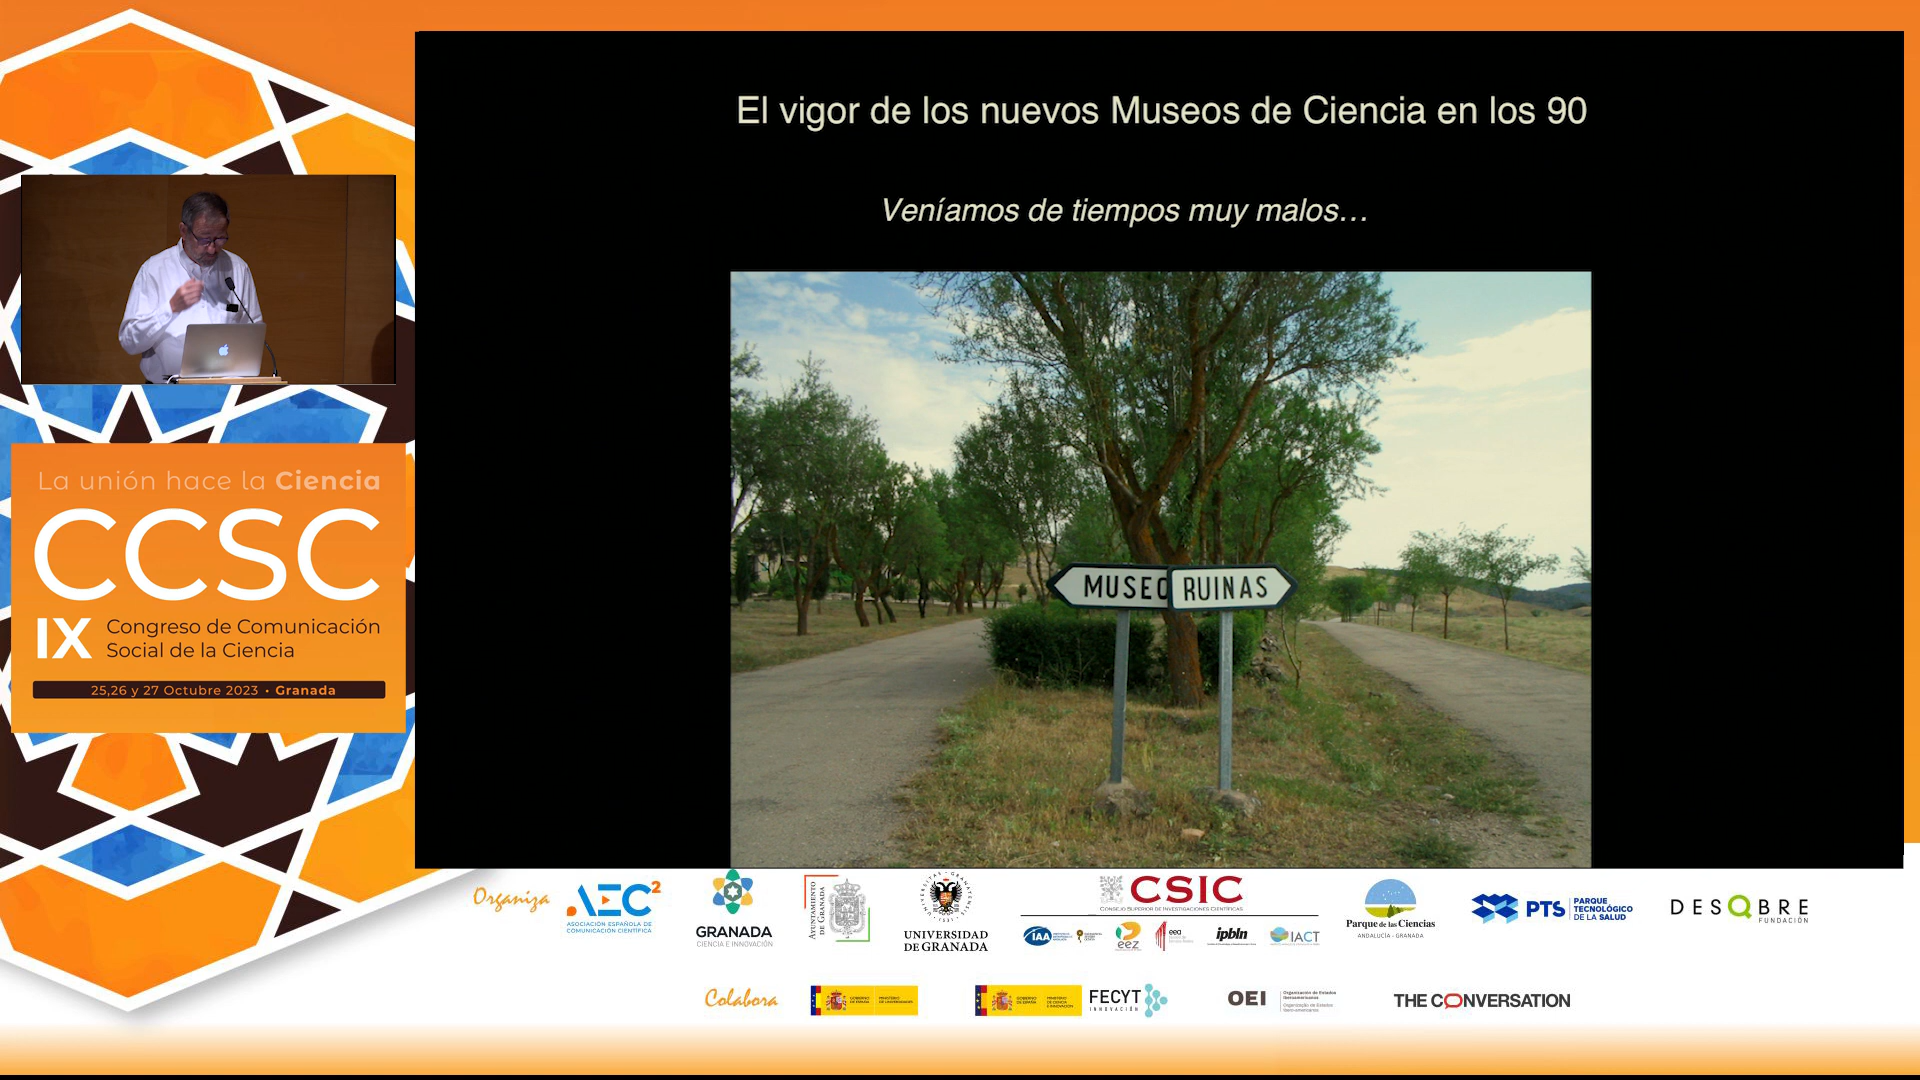 El vigor de los nuevos Museos de Ciencia en los 90
Veníamos de tiempos muy malos…
MUSEO
RUINAS
La unión hace la Ciencia
CCSC
IX Congreso de Comunicación
Social de la Ciencia
25,26 y 27 Octubre 2023 • Granada
Organiza
AEC2
ASOCIACIÓN ESPAÑOLA DE
COMUNICACIÓN CIENTÍFICA
GRANADA
CIENCIA E INNOVACIÓN
AYUNTAMIENTO
DE GRANADA
UNIVERSIDAD
DE GRANADA
CSIC
CONSEJO SUPERIOR DE INVESTIGACIONES CIENTÍFICAS
IAA
eez
eea
ipbln
IACT
Parque de las Ciencias
ANDALUCÍA - GRANADA
PTS
PARQUE
TECNOLÓGICO
DE LA SALUD
DESQBRE
FUNDACIÓN
Colabora
GOBIERNO
DE ESPAÑA
MINISTERIO
DE UNIVERSIDADES
GOBIERNO
DE ESPAÑA
MINISTERIO
DE CIENCIA
E INNOVACIÓN
FECYT
INNOVACIÓN
OEI
Organización de Estados
Iberoamericanos
THE CONVERSATION